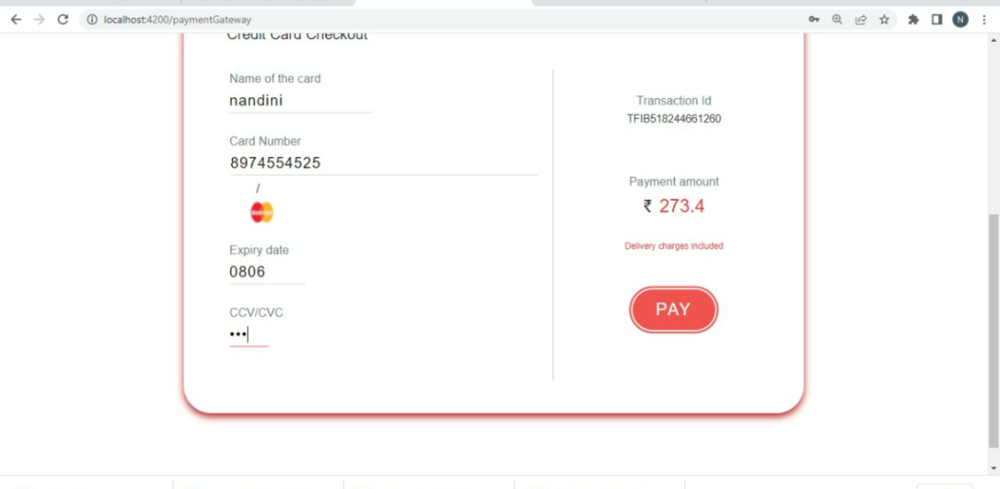 localhost:4200/paymentGateway
N
Credit Card Checkout
Name of the card
nandini
Card Number
8974554525
/
Expiry date
0806
CCV/CVC
•••
Transaction Id
TFIB518244661260
Payment amount
₹ 273.4
Delivery charges included
PAY